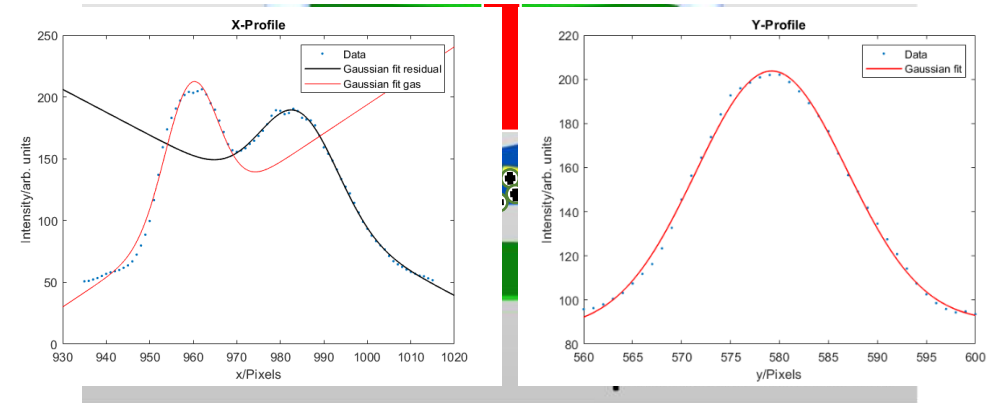 X-Profile
250
200
150
100
50
0
Intensity/arb. units
Data
Gaussian fit residual
Gaussian fit gas
930 940 950 960 970 980 990 1000 1010 1020
x/Pixels
Y-Profile
220
200
180
160
140
120
100
80
Intensity/arb. units
Data
Gaussian fit
560 565 570 575 580 585 590 595 600
y/Pixels